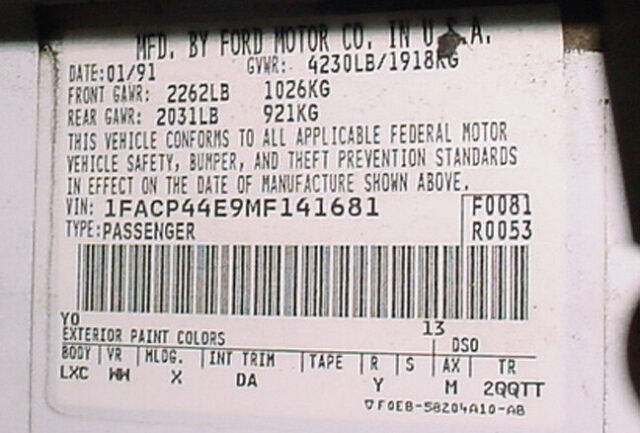 MFD. BY FORD MOTOR CO. IN U.S.A.
DATE:01/91 GVWR: 4230LB/1918KG
FRONT GAWR: 2262LB 1026KG
REAR GAWR: 2031LB 921KG
THIS VEHICLE CONFORMS TO ALL APPLICABLE FEDERAL MOTOR
VEHICLE SAFETY, BUMPER, AND THEFT PREVENTION STANDARDS
IN EFFECT ON THE DATE OF MANUFACTURE SHOWN ABOVE.
VIN: 1FACP44E9MF141681 F0081
TYPE:PASSENGER R0053
YO 13
EXTERIOR PAINT COLORS DSO
BODY VR MLDG. INT TRIM TAPE R S AX TR
LXC WW X DA Y M 2QQTT
F0EB-58204A10-AB